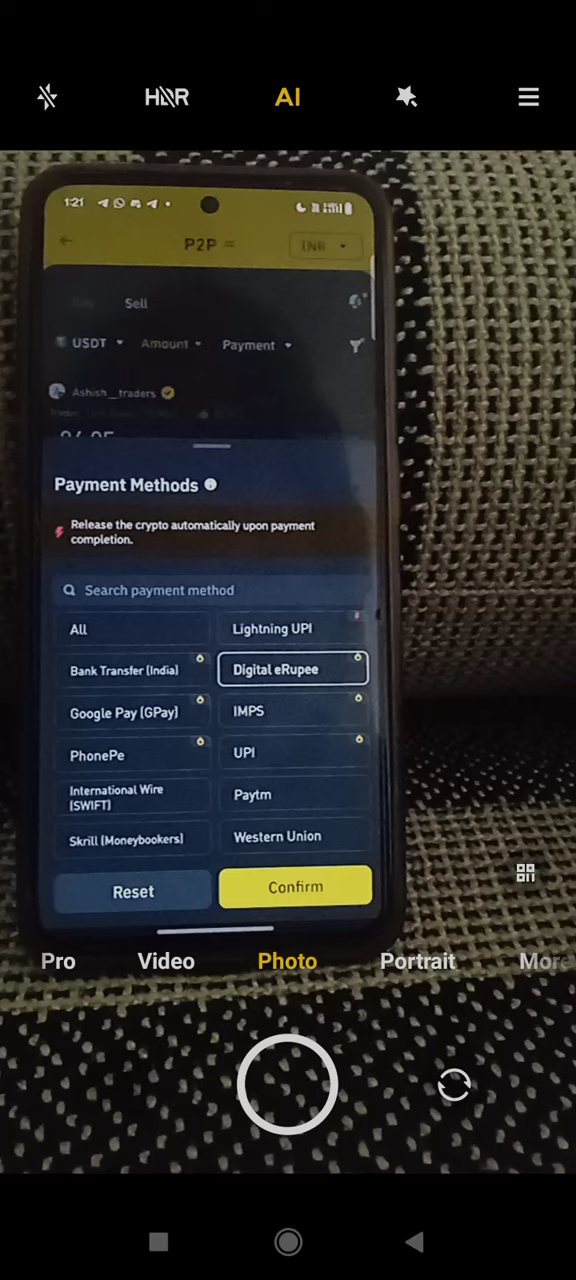 HDR
AI
1:21
P2P
INR
Buy
Sell
USDT
Amount
Payment
Ashish__traders
Payment Methods
Release the crypto automatically upon payment
completion.
Search payment method
All
Lightning UPI
Bank Transfer (India)
Digital eRupee
Google Pay (GPay)
IMPS
PhonePe
UPI
International Wire
(SWIFT)
Paytm
Skrill (Moneybookers)
Western Union
Reset
Confirm
Pro
Video
Photo
Portrait
More